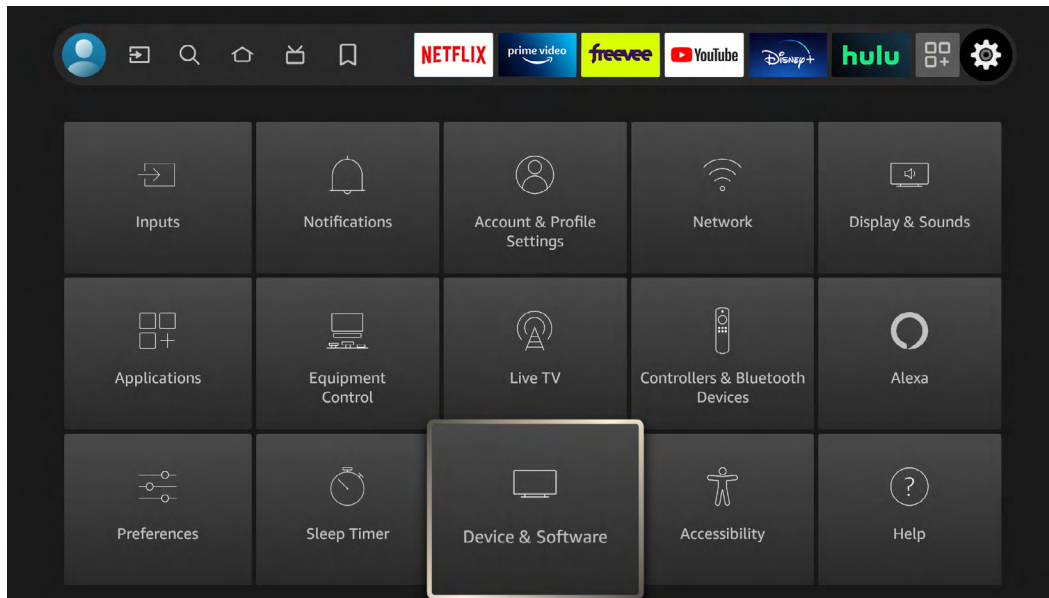 NETFLIX
prime video
freevee
YouTube
Disney+
hulu
Inputs
Notifications
Account & Profile
Settings
Network
Display & Sounds
Applications
Equipment
Control
Live TV
Controllers & Bluetooth
Devices
Alexa
Preferences
Sleep Timer
Device & Software
Accessibility
?
Help